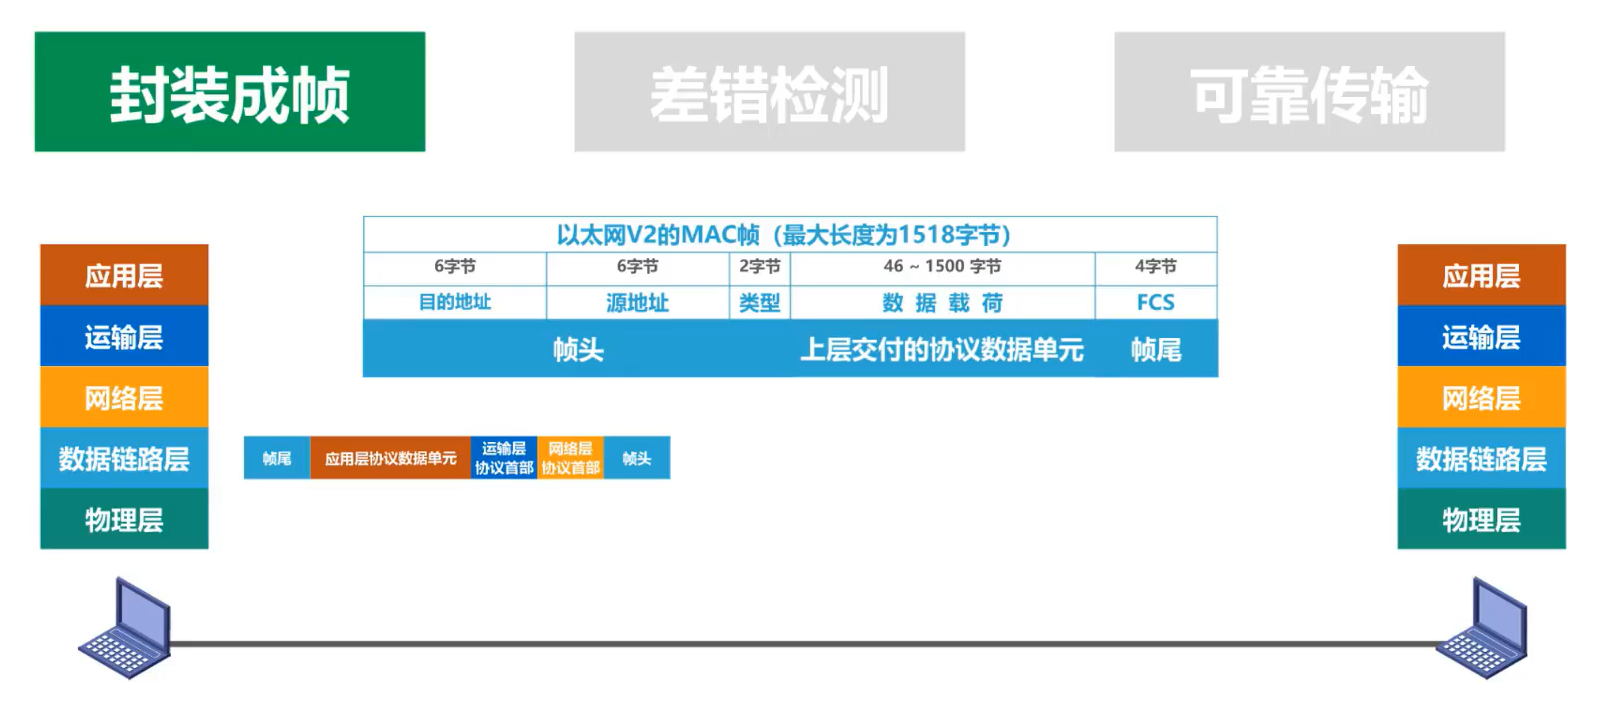 封装成帧
差错检测
可靠传输
以太网V2的MAC帧（最大长度为1518字节）
6字节 6字节 2字节 46 ~ 1500 字节 4字节
目的地址 源地址 类型 数 据 载 荷 FCS
帧头 上层交付的协议数据单元 帧尾
应用层
运输层
网络层
数据链路层
物理层
帧尾
应用层协议数据单元
运输层
协议首部
网络层
协议首部
帧头
应用层
运输层
网络层
数据链路层
物理层